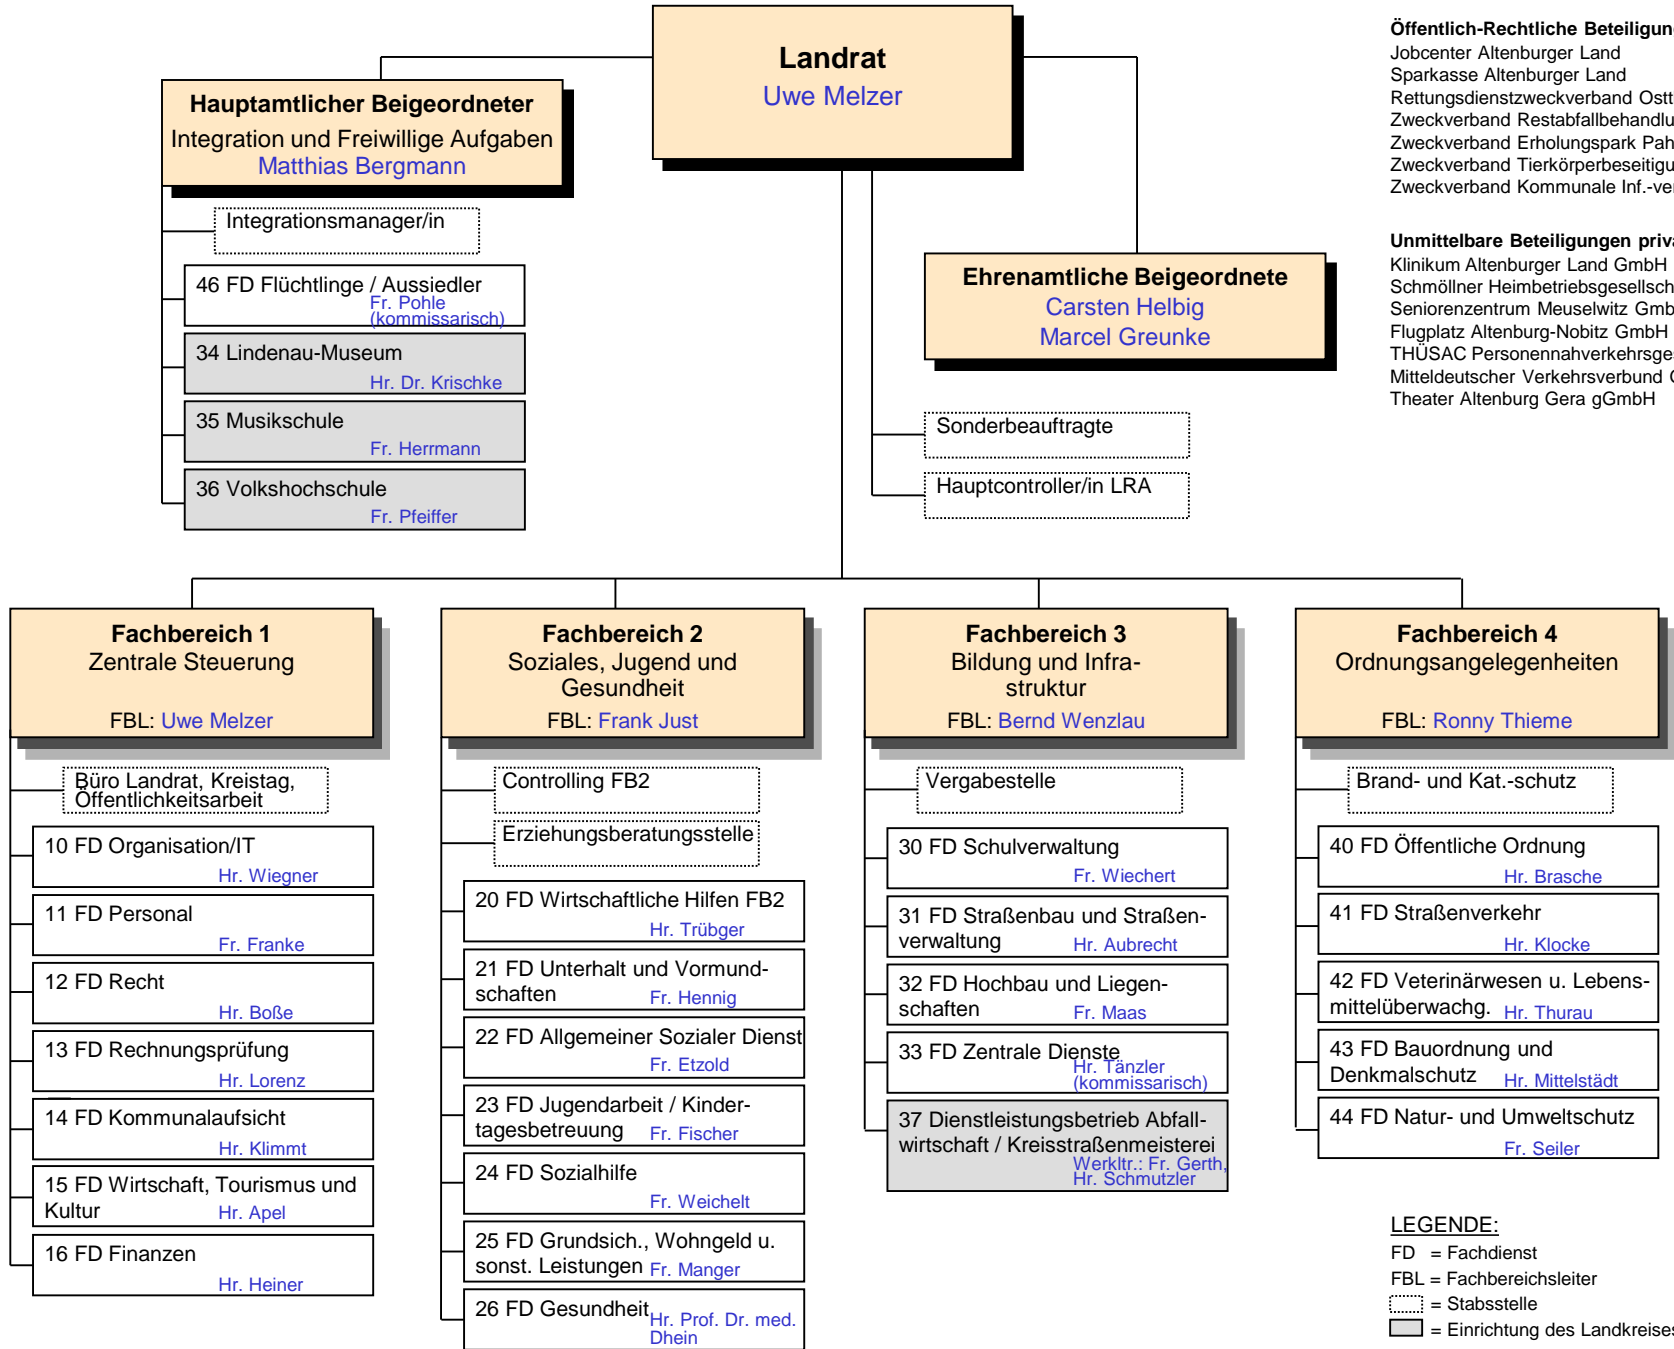 Landrat
Uwe Melzer
Hauptamtlicher Beigeordneter
Integration und Freiwillige Aufgaben
Matthias Bergmann
Integrationsmanager/in
46 FD Flüchtlinge / Aussiedler
Fr. Pohle
(kommissarisch)
34 Lindenau-Museum
Hr. Dr. Krischke
35 Musikschule
Fr. Herrmann
36 Volkshochschule
Fr. Pfeiffer
Ehrenamtliche Beigeordnete
Carsten Helbig
Marcel Greunke
Sonderbeauftragte
Hauptcontroller/in LRA
Öffentlich-Rechtliche
Jobcenter Altenburger Land
Sparkasse Altenburger Land
Rettungsdienstzweckverband
Zweckverband
Zweckverband Erholungspark
Zweckverband
Zweckverband Kommunale
Unmittelbare Beteiligungen
Klinikum Altenburger Land GmbH
Schmöllner
Seniorenzentrum Meuselwitz
Flugplatz Altenburg-Nobitz GmbH
THÜSAC
Mitteldeutscher Verkehrsverbund
Theater Altenburg Gera gGmbH
Fachbereich 1
Zentrale Steuerung
FBL: Uwe Melzer
Büro Landrat, Kreistag,
Öffentlichkeitsarbeit
10 FD Organisation/IT
Hr. Wiegner
11 FD Personal
Fr. Franke
12 FD Recht
Hr. Boße
13 FD Rechnungsprüfung
Hr. Lorenz
14 FD Kommunalaufsicht
Hr. Klimmt
15 FD Wirtschaft, Tourismus und
Kultur Hr. Apel
16 FD Finanzen
Hr. Heiner
Fachbereich 2
Soziales, Jugend und
Gesundheit
FBL: Frank Just
Controlling FB2
Erziehungsberatungsstelle
20 FD Wirtschaftliche Hilfen FB2
Hr. Trübger
21 FD Unterhalt und Vormund-
schaften Fr. Hennig
22 FD Allgemeiner Sozialer Dienst
Fr. Etzold
23 FD Jugendarbeit / Kinder-
tagesbetreuung Fr. Fischer
24 FD Sozialhilfe
Fr. Weichelt
25 FD Grundsich., Wohngeld u.
sonst. Leistungen Fr. Manger
26 FD Gesundheit Hr. Prof. Dr. med.
Dhein
Fachbereich 3
Bildung und Infra-
struktur
FBL: Bernd Wenzlau
Vergabestelle
30 FD Schulverwaltung
Fr. Wiechert
31 FD Straßenbau und Straßen-
verwaltung Hr. Aubrecht
32 FD Hochbau und Liegen-
schaften Fr. Maas
33 FD Zentrale Dienste
Hr. Tänzler
(kommissarisch)
37 Dienstleistungsbetrieb Abfall-
wirtschaft / Kreisstraßenmeisterei
Werkltr.: Fr. Gerth,
Hr. Schmutzler
Fachbereich 4
Ordnungsangelegenheiten
FBL: Ronny Thieme
Brand- und Kat.-schutz
40 FD Öffentliche Ordnung
Hr. Brasche
41 FD Straßenverkehr
Hr. Klocke
42 FD Veterinärwesen u. Lebens-
mittelüberwachg. Hr. Thurau
43 FD Bauordnung und
Denkmalschutz Hr. Mittelstädt
44 FD Natur- und Umweltschutz
Fr. Seiler
LEGENDE:
FD = Fachdienst
FBL = Fachbereichsleiter
= Stabsstelle
= Einrichtung des Landkreises